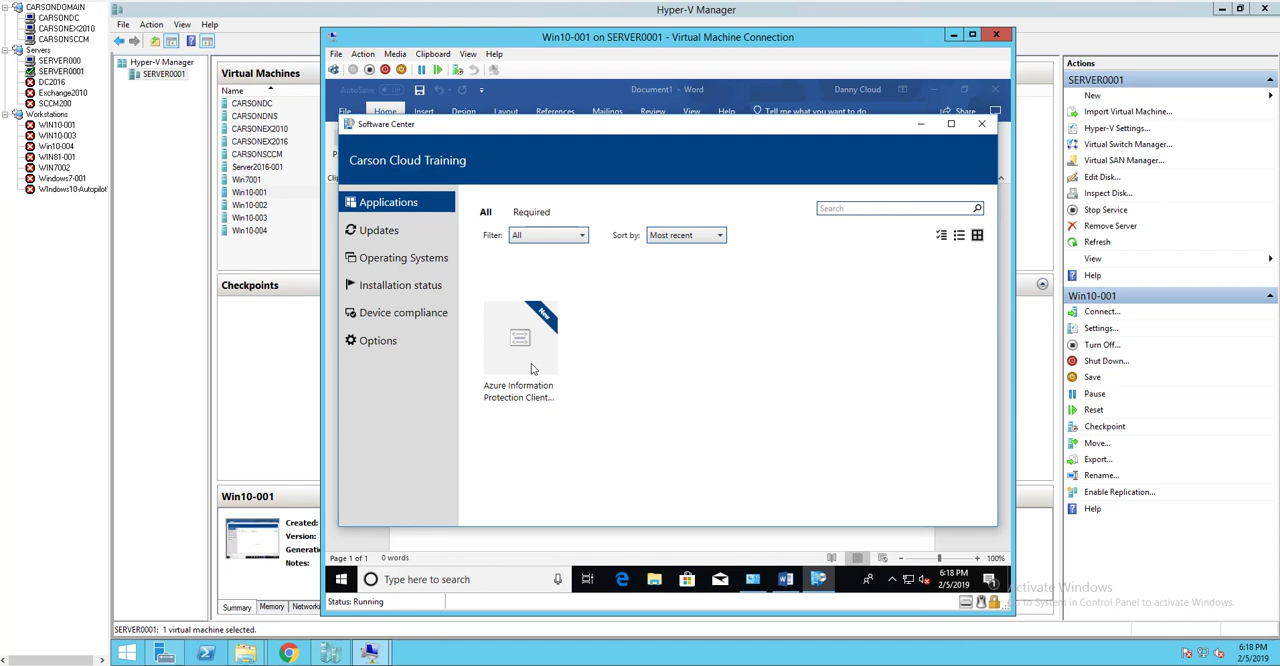 CARSONDOMAIN
CARSONDC
CARSONEX2010
CARSONSCCM
Servers
SERVER000
SERVER0001
DC2016
Exchange2010
SCCM200
Workstations
WIN10-001
WIN10-003
Win10-004
WIN81-001
WIN7002
Windows7-001
WIndows10-Autopilot
Hyper-V Manager
File Action View Help
Hyper-V Manager
SERVER0001
Virtual Machines
Name
CARSONDC
CARSONDNS
CARSONEX2010
CARSONEX2016
CARSONSCCM
Server2016-001
Win7001
Win10-001
Win10-002
Win10-003
Win10-004
Checkpoints
Win10-001
Created:
Version:
Generati
Notes:
Summary Memory Network
SERVER0001: 1 virtual machine selected.
Win10-001 on SERVER0001 - Virtual Machine Connection
File Action Media Clipboard View Help
AutoSave Off
Document1 - Word
Danny Cloud
File Home Insert Design Layout References Mailings Review View Help Tell me what you want to do Share
Software Center
Carson Cloud Training
Applications
Updates
Operating Systems
Installation status
Device compliance
Options
All Required
Search
Filter: All Sort by: Most recent
New
Azure Information
Protection Client...
Page 1 of 1 0 words
100%
Type here to search
6:18 PM
2/5/2019
1
Status: Running
Actions
SERVER0001
New
Import Virtual Machine...
Hyper-V Settings...
Virtual Switch Manager...
Virtual SAN Manager...
Edit Disk...
Inspect Disk...
Stop Service
Remove Server
Refresh
View
Help
Win10-001
Connect...
Settings...
Turn Off...
Shut Down...
Save
Pause
Reset
Checkpoint
Move...
Export...
Rename...
Enable Replication...
Help
Activate Windows
Go to System in Control Panel to activate Windows.
6:18 PM
2/5/2019